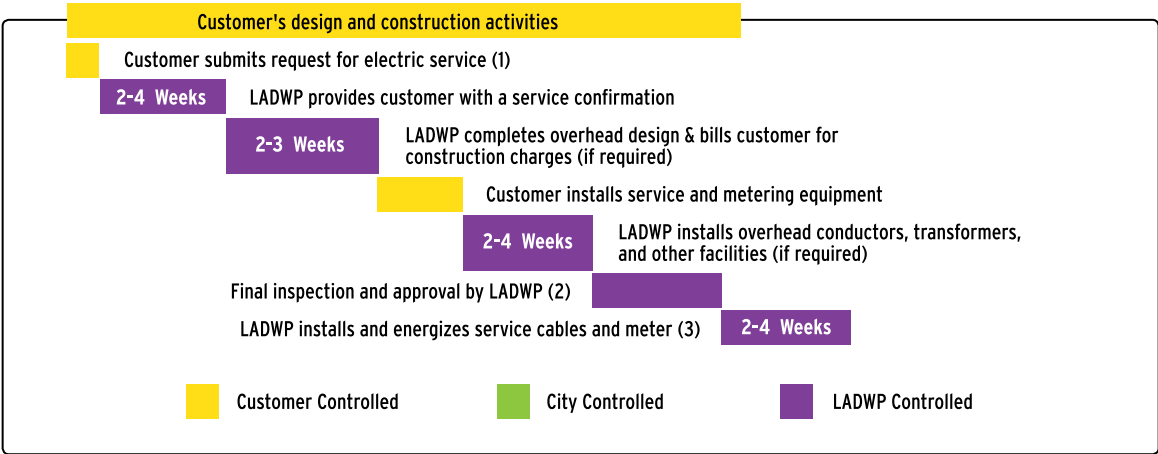 Customer's design and construction activities
Customer submits request for electric service (1)
2-4 Weeks LADWP provides customer with a service confirmation
2-3 Weeks LADWP completes overhead design & bills customer for
construction charges (if required)
Customer installs service and metering equipment
2-4 Weeks LADWP installs overhead conductors, transformers,
and other facilities (if required)
Final inspection and approval by LADWP (2)
LADWP installs and energizes service cables and meter (3) 2-4 Weeks
Customer Controlled City Controlled LADWP Controlled